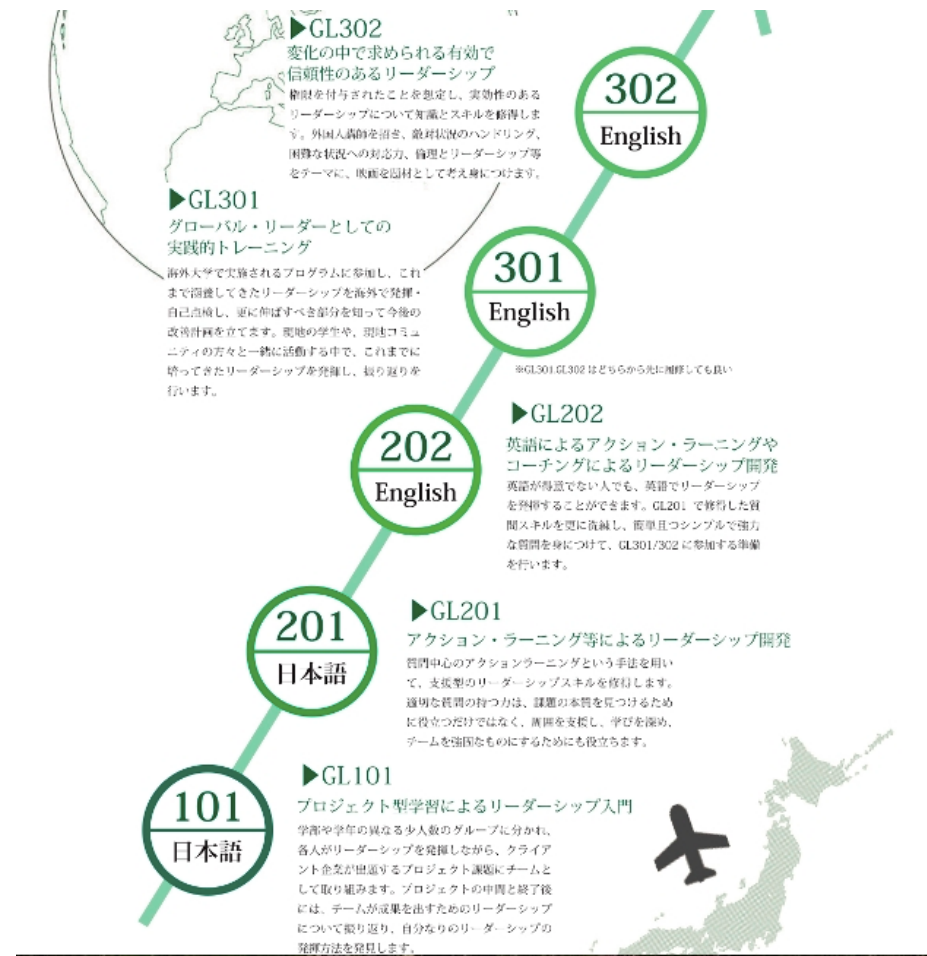 ▶GL302
変化の中で求められる有効で
信頼性のあるリーダーシップ
権限を付与されたことを想定し、実効性のある
リーダーシップについて知識とスキルを修得しま
す。外国人講師を招き、敵対状況のハンドリング、
困難な状況への対応力、倫理とリーダーシップ等
をテーマに、映画を題材として考え身につけます。
302
English
▶GL301
グローバル・リーダーとしての
実践的トレーニング
海外大学で実施されるプログラムに参加し、これ
まで涵養してきたリーダーシップを海外で発揮・
自己点検し、更に伸ばすべき部分を知って今後の
改善計画を立てます。現地の学生や、現地コミュ
ニティの方々と一緒に活動する中で、これまでに
培ってきたリーダーシップを発揮し、振り返りを
行います。
301
English
※GL301.GL302 はどちらから先に履修しても良い
202
English
▶GL202
英語によるアクション・ラーニングや
コーチングによるリーダーシップ開発
英語が得意でない人でも、英語でリーダーシップ
を発揮することができます。GL201 で修得した質
問スキルを更に洗練し、簡単且つシンプルで強力
な質問を身につけて、GL301/302 に参加する準備
を行います。
201
日本語
▶GL201
アクション・ラーニング等によるリーダーシップ開発
質問中心のアクションラーニングという手法を用い
て、支援型のリーダーシップスキルを修得します。
適切な質問の持つ力は、課題の本質を見つけるため
に役立つだけではなく、周囲を支援し、学びを深め、
チームを強固なものにするためにも役立ちます。
101
日本語
▶GL101
プロジェクト型学習によるリーダーシップ入門
学部や学年の異なる少人数のグループに分かれ、
各人がリーダーシップを発揮しながら、クライア
ント企業が出題するプロジェクト課題にチームと
して取り組みます。プロジェクトの中間と終了後
には、チームが成果を出すためのリーダーシップ
について振り返り、自分なりのリーダーシップの
発揮方法を発見します。